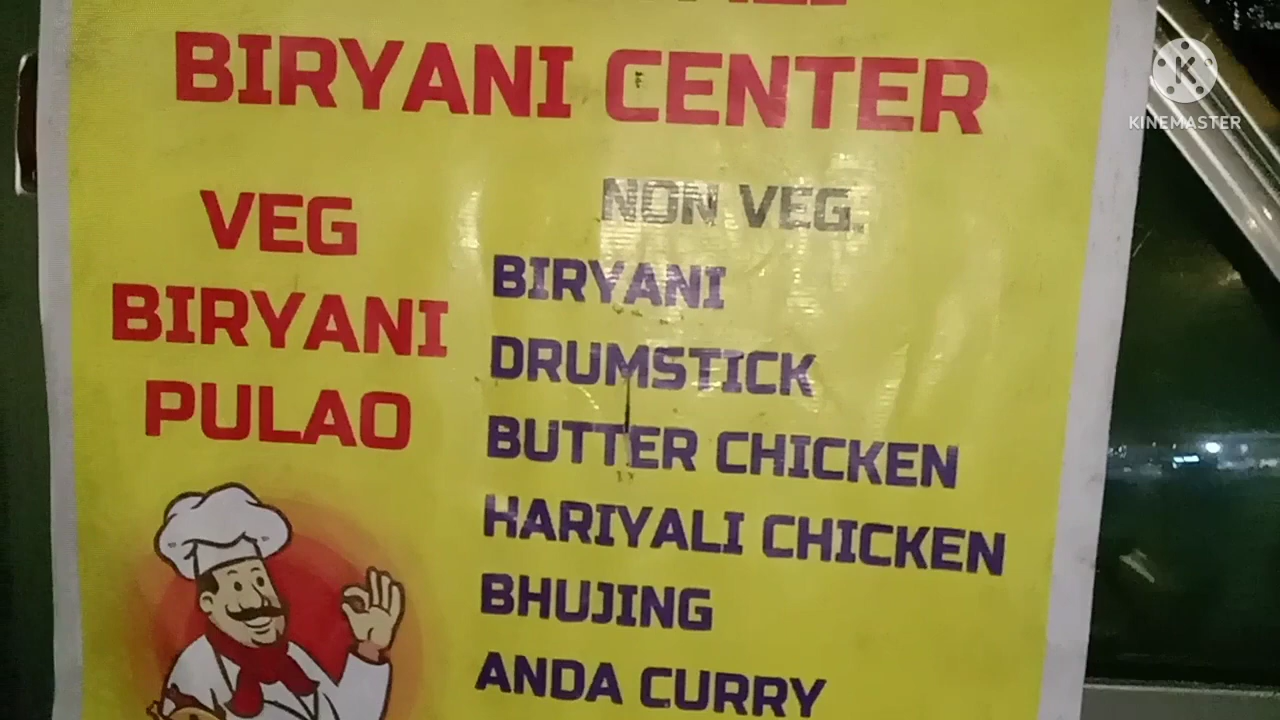 BIRYANI CENTER
VEG
BIRYANI
PULAO
NON VEG.
BIRYANI
DRUMSTICK
BUTTER CHICKEN
HARIYALI CHICKEN
BHUJING
ANDA CURRY
KINEMASTER